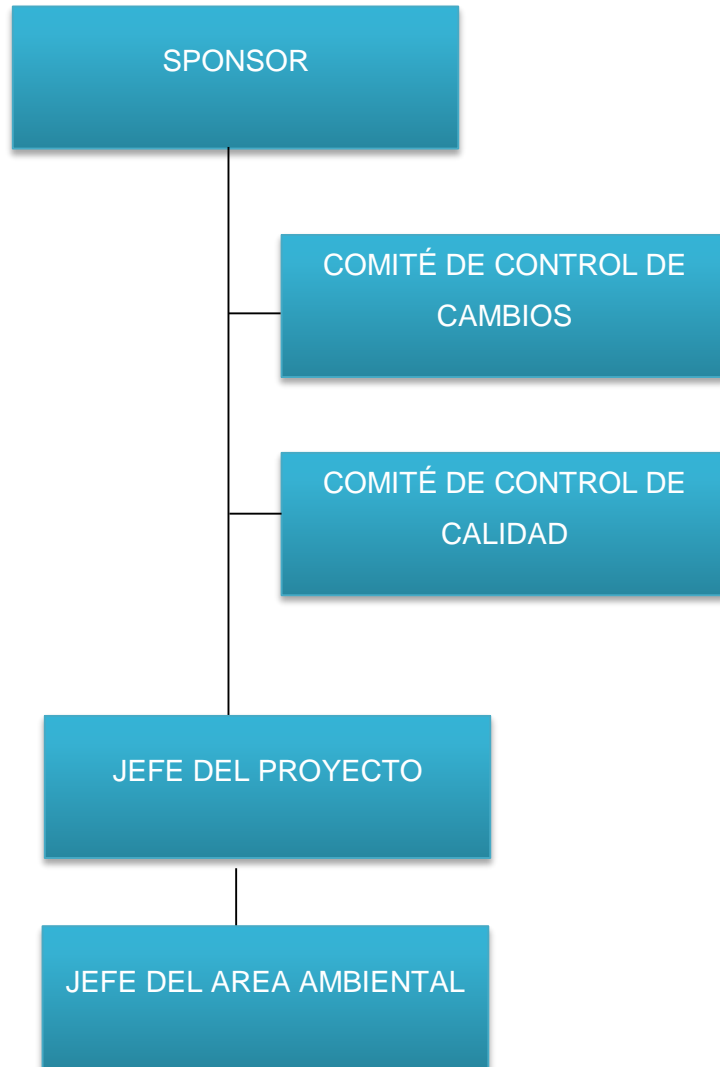 SPONSOR
COMITÉ DE CONTROL DE
CAMBIOS
COMITÉ DE CONTROL DE
CALIDAD
JEFE DEL PROYECTO
JEFE DEL AREA AMBIENTAL